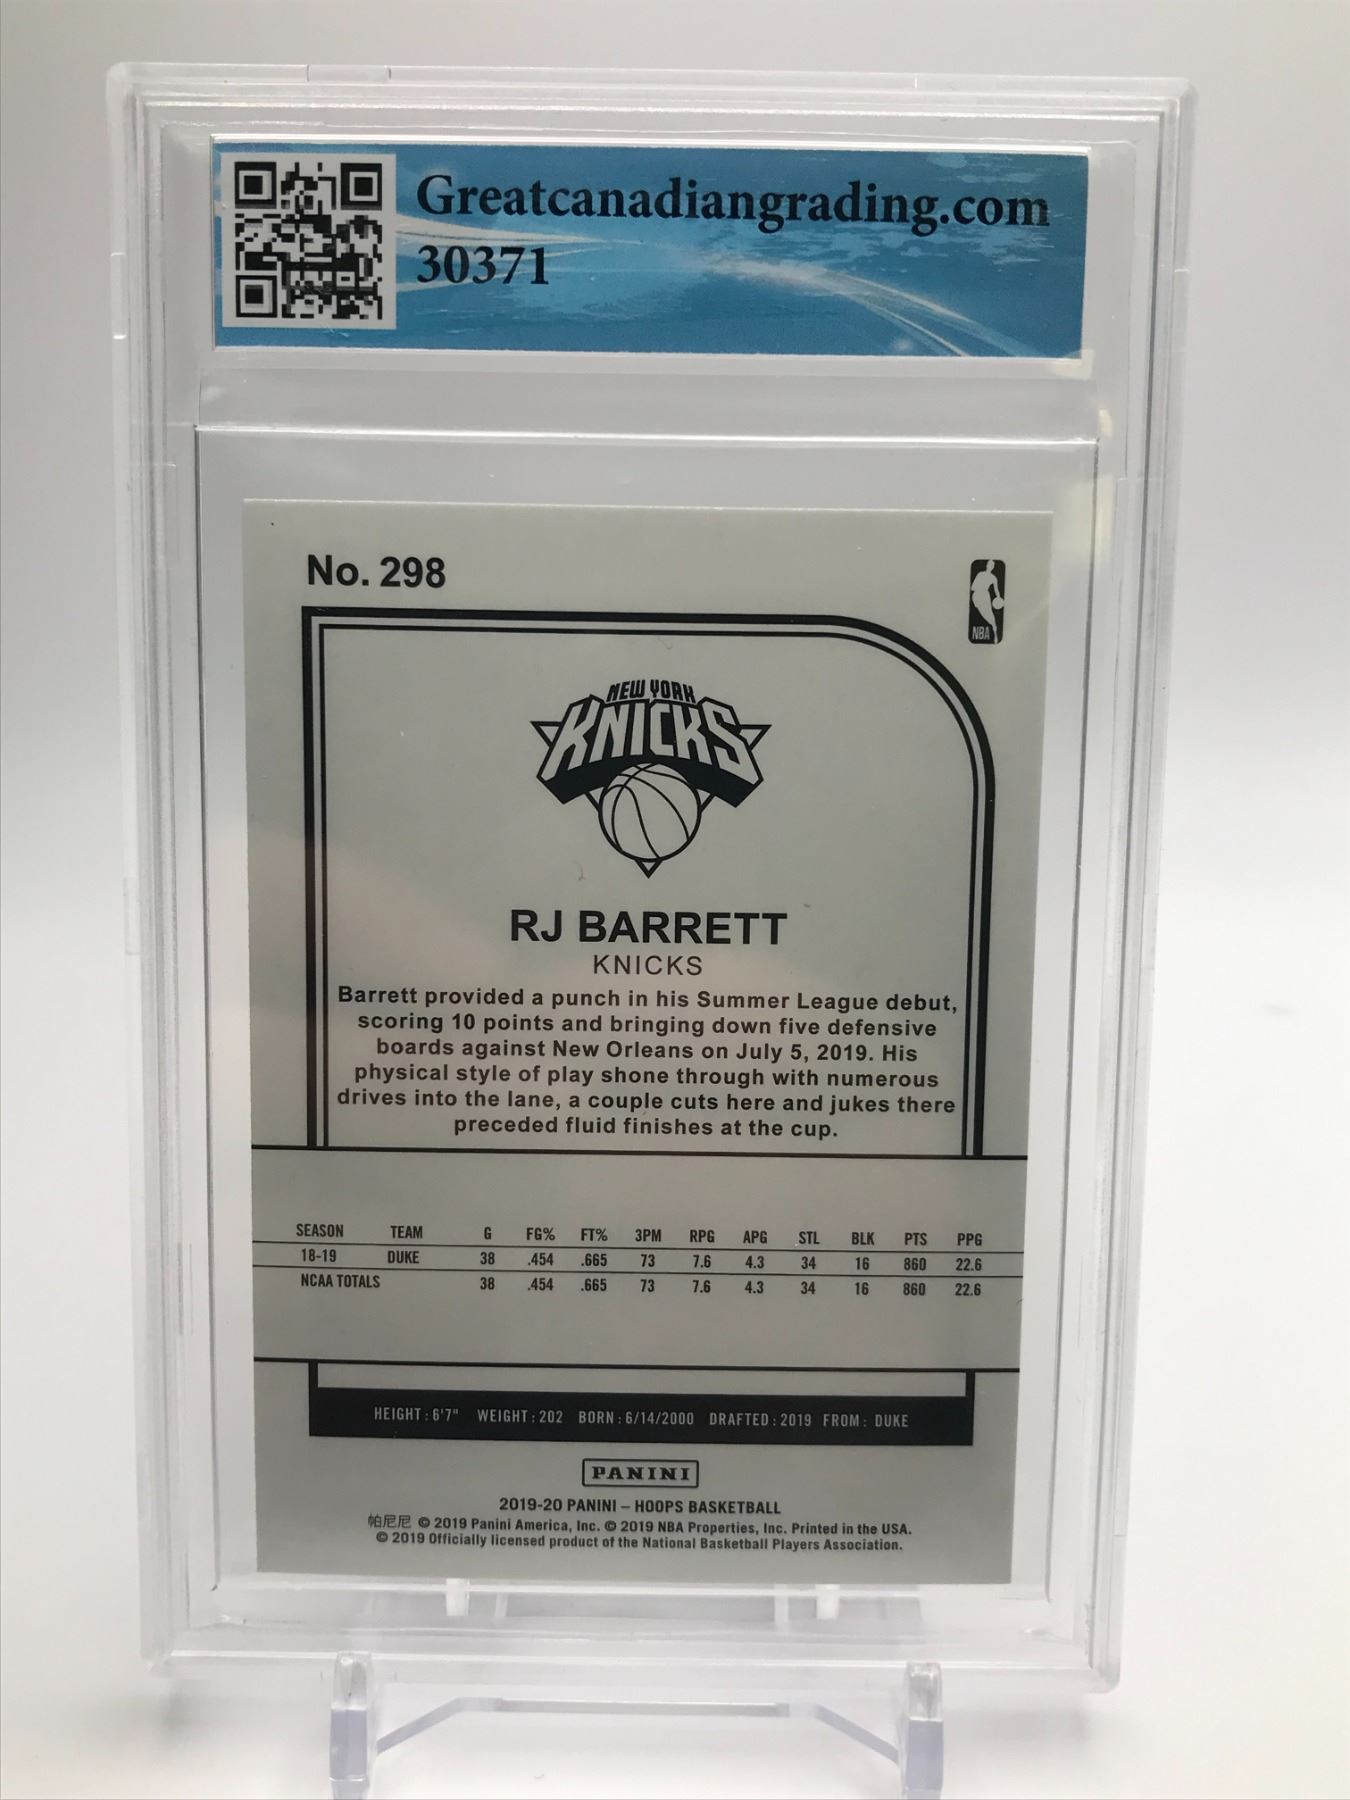 Greatcanadiangrading.com
30371
No. 298
NBA
NEW YORK
KNICKS
RJ BARRETT
KNICKS
Barrett provided a punch in his Summer League debut,
scoring 10 points and bringing down five defensive
boards against New Orleans on July 5, 2019. His
physical style of play shone through with numerous
drives into the lane, a couple cuts here and jukes there
preceded fluid finishes at the cup.
SEASON TEAM G FG% FT% 3PM RPG APG STL BLK PTS PPG
18-19 DUKE 38 .454 .665 73 7.6 4.3 34 16 860 22.6
NCAA TOTALS 38 .454 .665 73 7.6 4.3 34 16 860 22.6
HEIGHT: 6'7" WEIGHT: 202 BORN: 6/14/2000 DRAFTED: 2019 FROM: DUKE
PANINI
2019-20 PANINI – HOOPS BASKETBALL
帕尼尼 © 2019 Panini America, Inc. © 2019 NBA Properties, Inc. Printed in the USA.
© 2019 Officially licensed product of the National Basketball Players Association.